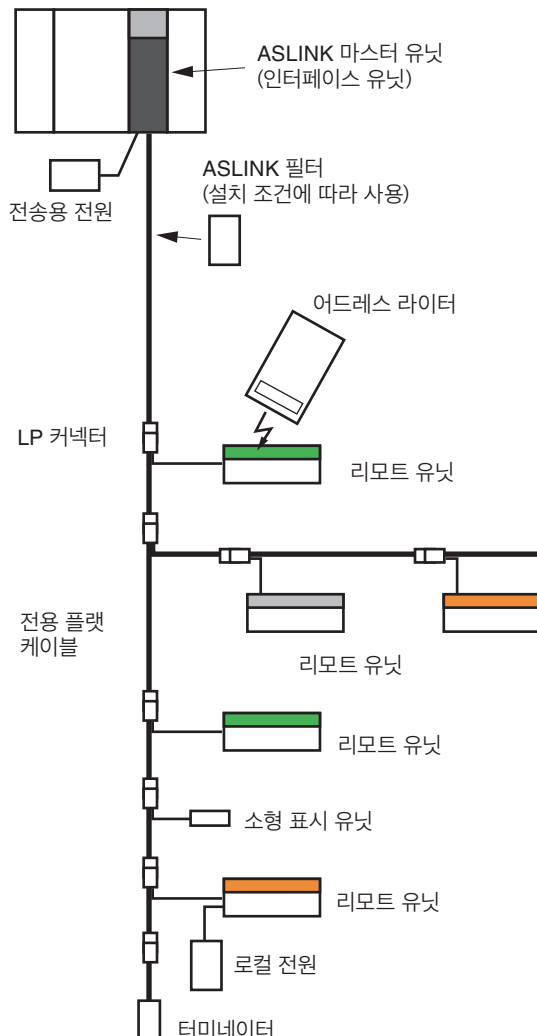 ASLINK 마스터 유닛
(인터페이스 유닛)
전송용 전원
ASLINK 필터
(설치 조건에 따라 사용)
어드레스 라이터
LP 커넥터
리모트 유닛
전용 플랫
케이블
리모트 유닛
리모트 유닛
소형 표시 유닛
리모트 유닛
로컬 전원
터미네이터